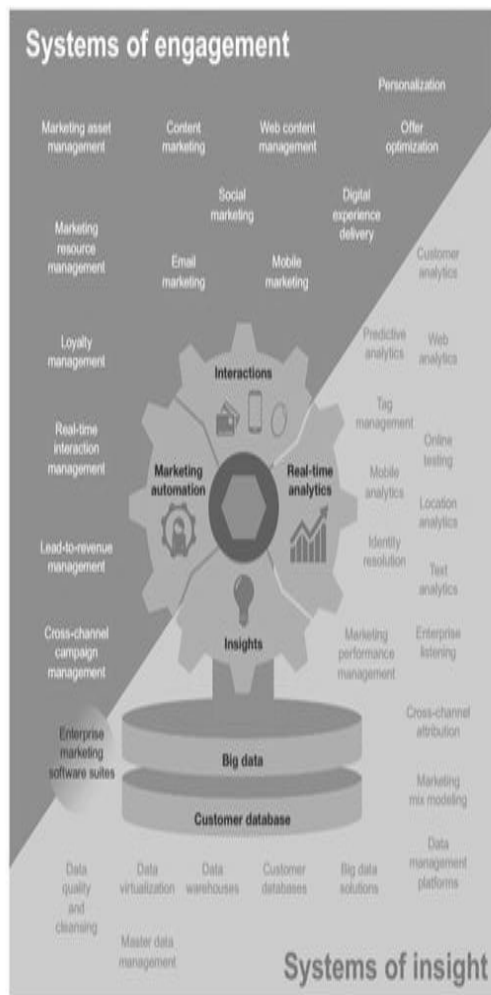 Systems of engagement
Personalization
Marketing asset
management
Content
marketing
Web content
management
Offer
optimization
Social
marketing
Digital
experience
delivery
Marketing
resource
management
Email
marketing
Mobile
marketing
Customer
analytics
Loyalty
management
Interactions
Predictive
analytics
Web
analytics
Tag
management
Real-time
interaction
management
Online
testing
Marketing
automation
Real-time
analytics
Mobile
analytics
Location
analytics
Lead-to-revenue
management
Identity
resolution
Text
analytics
Cross-channel
campaign
management
Insights
Marketing
performance
management
Enterprise
listening
Enterprise
marketing
software suites
Cross-channel
attribution
Big data
Marketing
mix modeling
Customer database
Data
management
platforms
Data
quality
and
cleansing
Data
virtualization
Data
warehouses
Customer
databases
Big data
solutions
Master data
management
Systems of insight